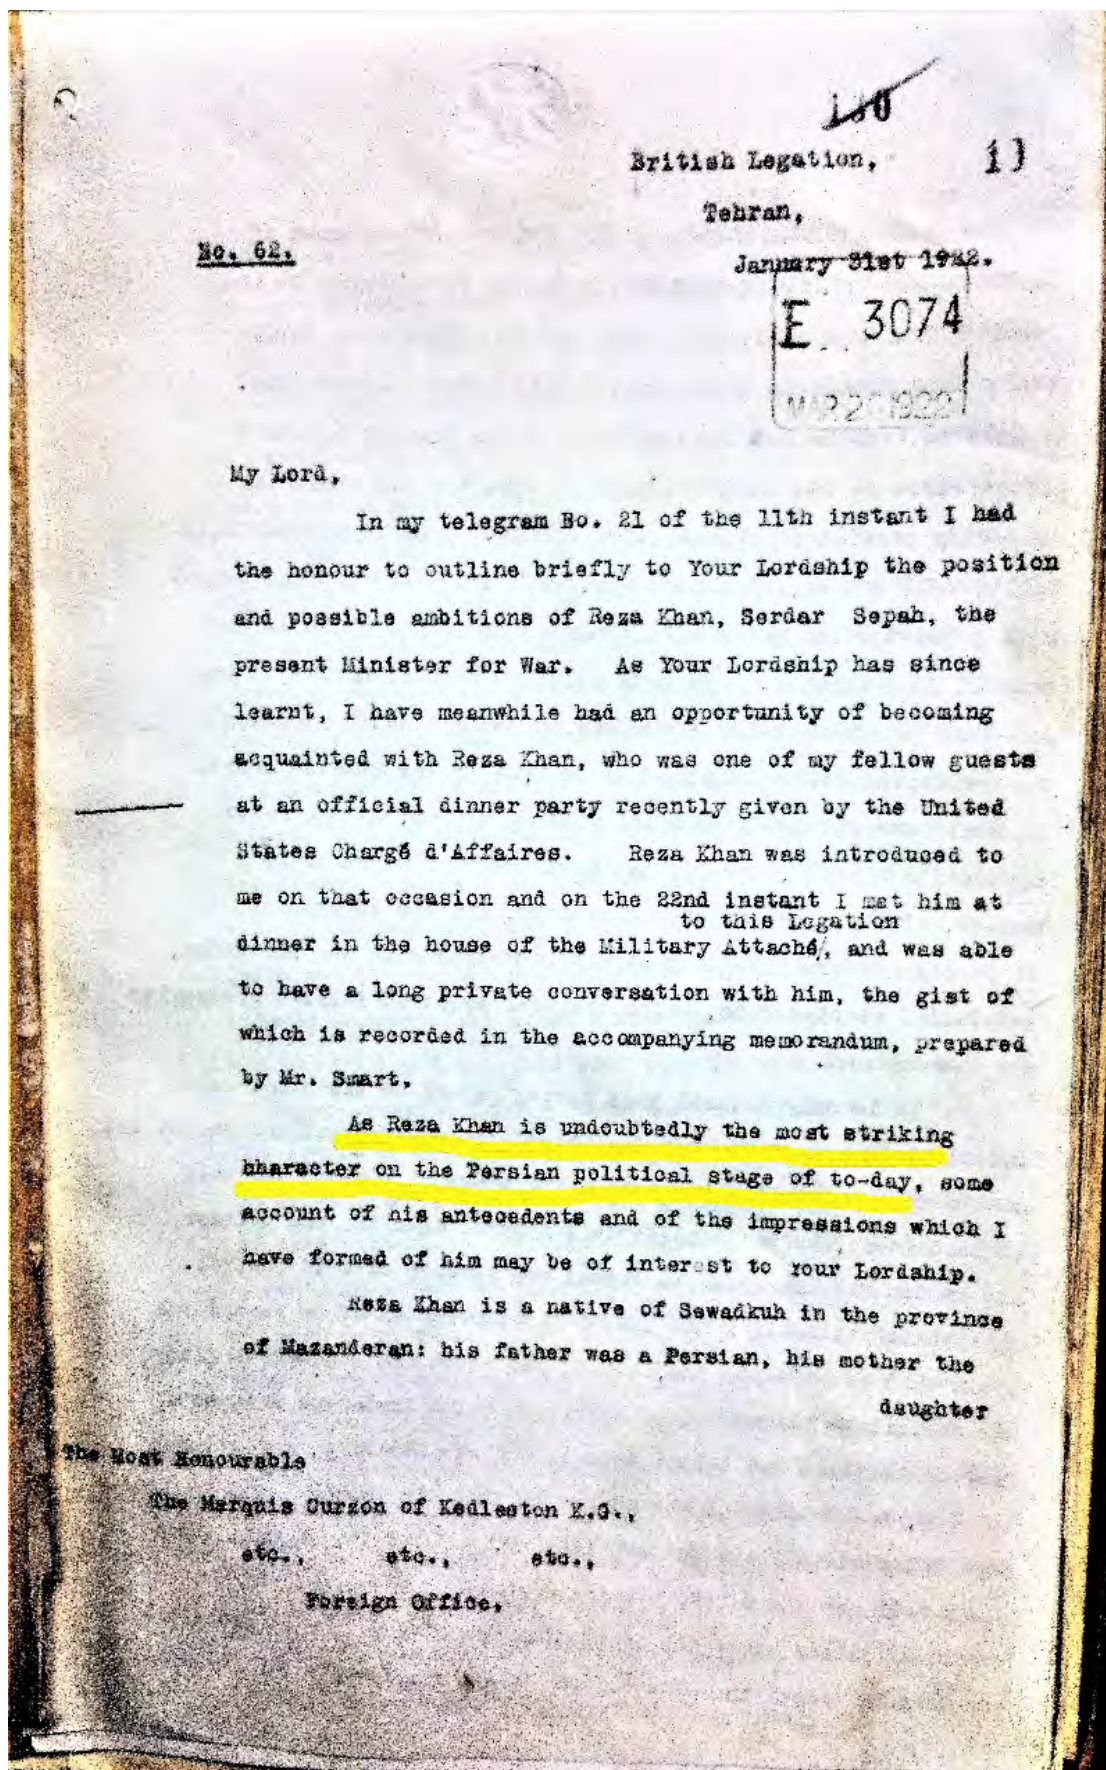 British Legation,
1)
Tehran,
No. 62.
January 31st 1922.
E 3074
MAR 2 1922
My Lord,
In my telegram No. 21 of the 11th instant I had
the honour to outline briefly to Your Lordship the position
and possible ambitions of Reza Khan, Serdar Sepah, the
present Minister for War. As Your Lordship has since
learnt, I have meanwhile had an opportunity of becoming
acquainted with Reza Khan, who was one of my fellow guests
at an official dinner party recently given by the United
States Chargé d'Affaires. Reza Khan was introduced to
me on that occasion and on the 22nd instant I met him at
to this Legation
dinner in the house of the Military Attaché/, and was able
to have a long private conversation with him, the gist of
which is recorded in the accompanying memorandum, prepared
by Mr. Smart.
As Reza Khan is undoubtedly the most striking
character on the Persian political stage of to-day, some
account of his antecedents and of the impressions which I
have formed of him may be of interest to Your Lordship.
Reza Khan is a native of Sewadkuh in the province
of Mazanderan: his father was a Persian, his mother the
daughter
The Most Honourable
The Marquis Curzon of Kedleston K.G.,
etc., etc., etc.,
Foreign Office.